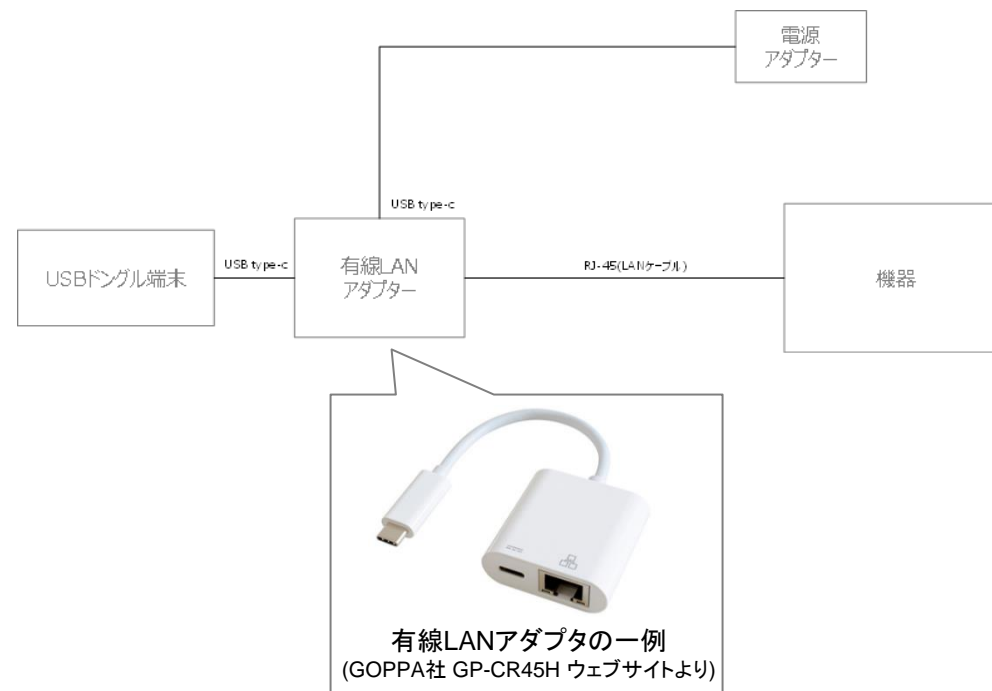 電源
アダプター
USB type-c
USBドングル端末
USB type-c
有線LAN
アダプター
RJ-45(LANケーブル)
機器
有線LANアダプタの一例
(GOPPA社 GP-CR45H ウェブサイトより)